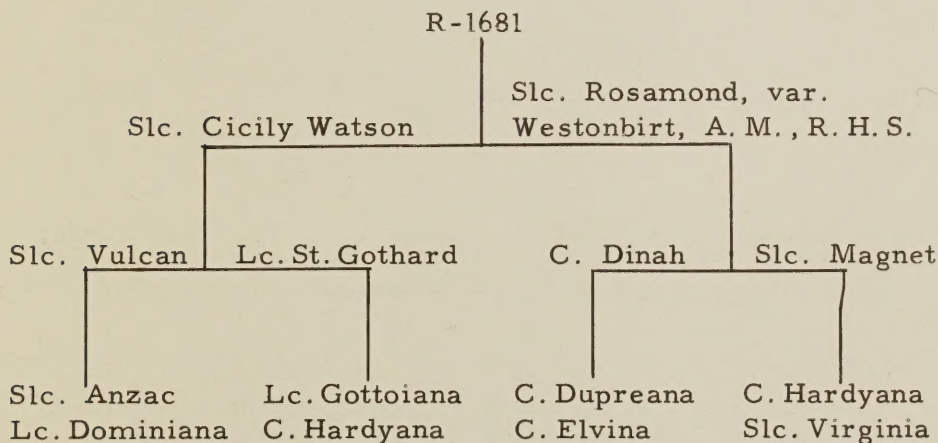 R-1681
Slc. Cicily Watson
Slc. Rosamond, var.
Westonbirt, A. M., R. H. S.
Slc. Vulcan
Lc. St. Gothard
C. Dinah
Slc. Magnet
Slc. Anzac
Lc. Dominiana
Lc. Gottoiana
C. Hardyana
C. Dupreana
C. Elvina
C. Hardyana
Slc. Virginia